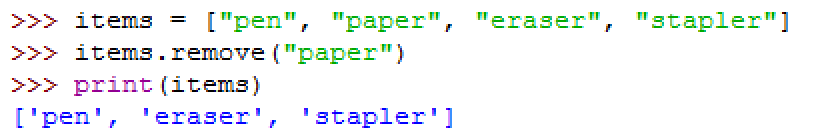 >>> items = ["pen", "paper", "eraser", "stapler"]
>>> items.remove("paper")
>>> print(items)
['pen', 'eraser', 'stapler']